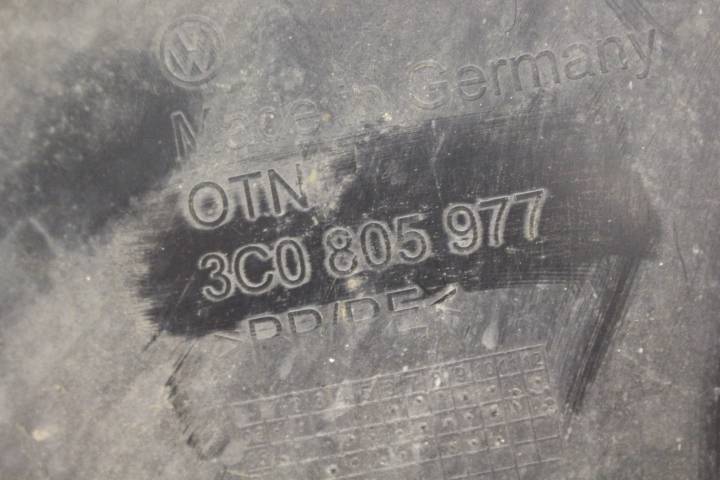 Made in Germany
OTN
3C0 805 977
>PP/PE<